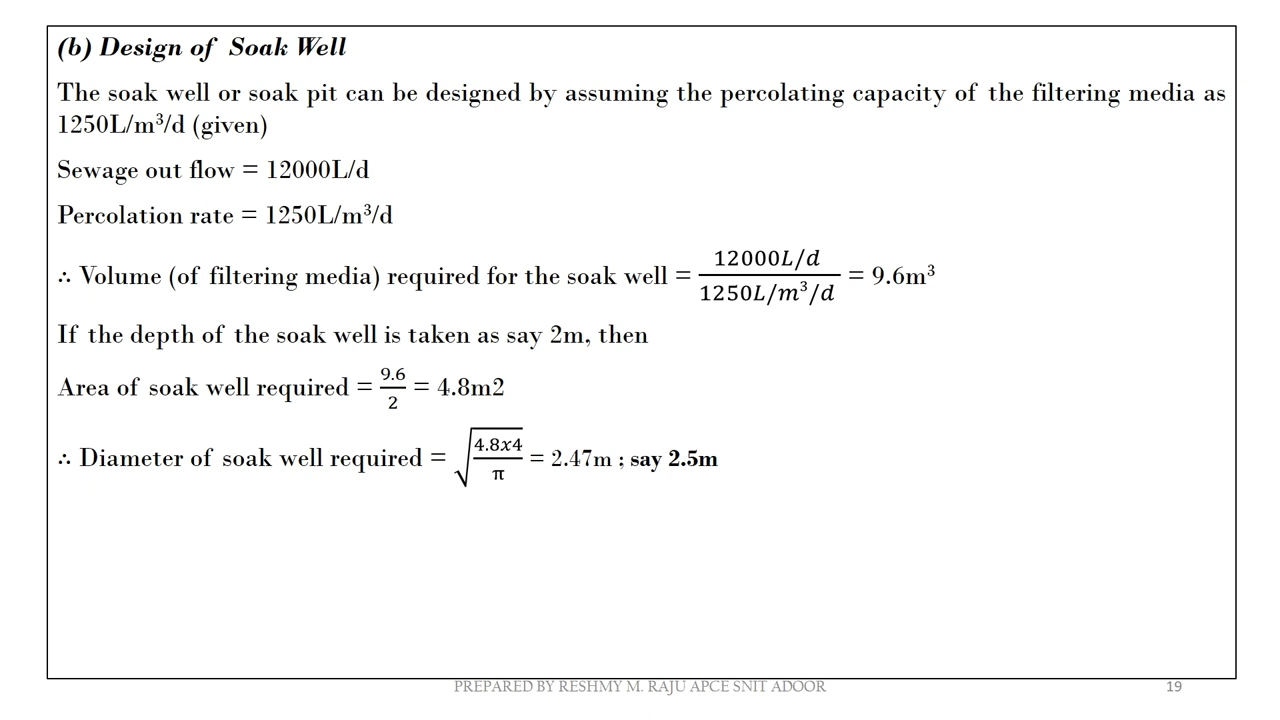 (b) Design of Soak Well
The soak well or soak pit can be designed by assuming the percolating capacity of the filtering media as
1250L/m³/d (given)
Sewage out flow = 12000L/d
Percolation rate = 1250L/m³/d
∴ Volume (of filtering media) required for the soak well = 12000L/d / 1250L/m³/d = 9.6m³
If the depth of the soak well is taken as say 2m, then
Area of soak well required = 9.6/2 = 4.8m2
∴ Diameter of soak well required = √(4.8x4/π) = 2.47m ; say 2.5m
PREPARED BY RESHMY M. RAJU APCE SNIT ADOOR 19